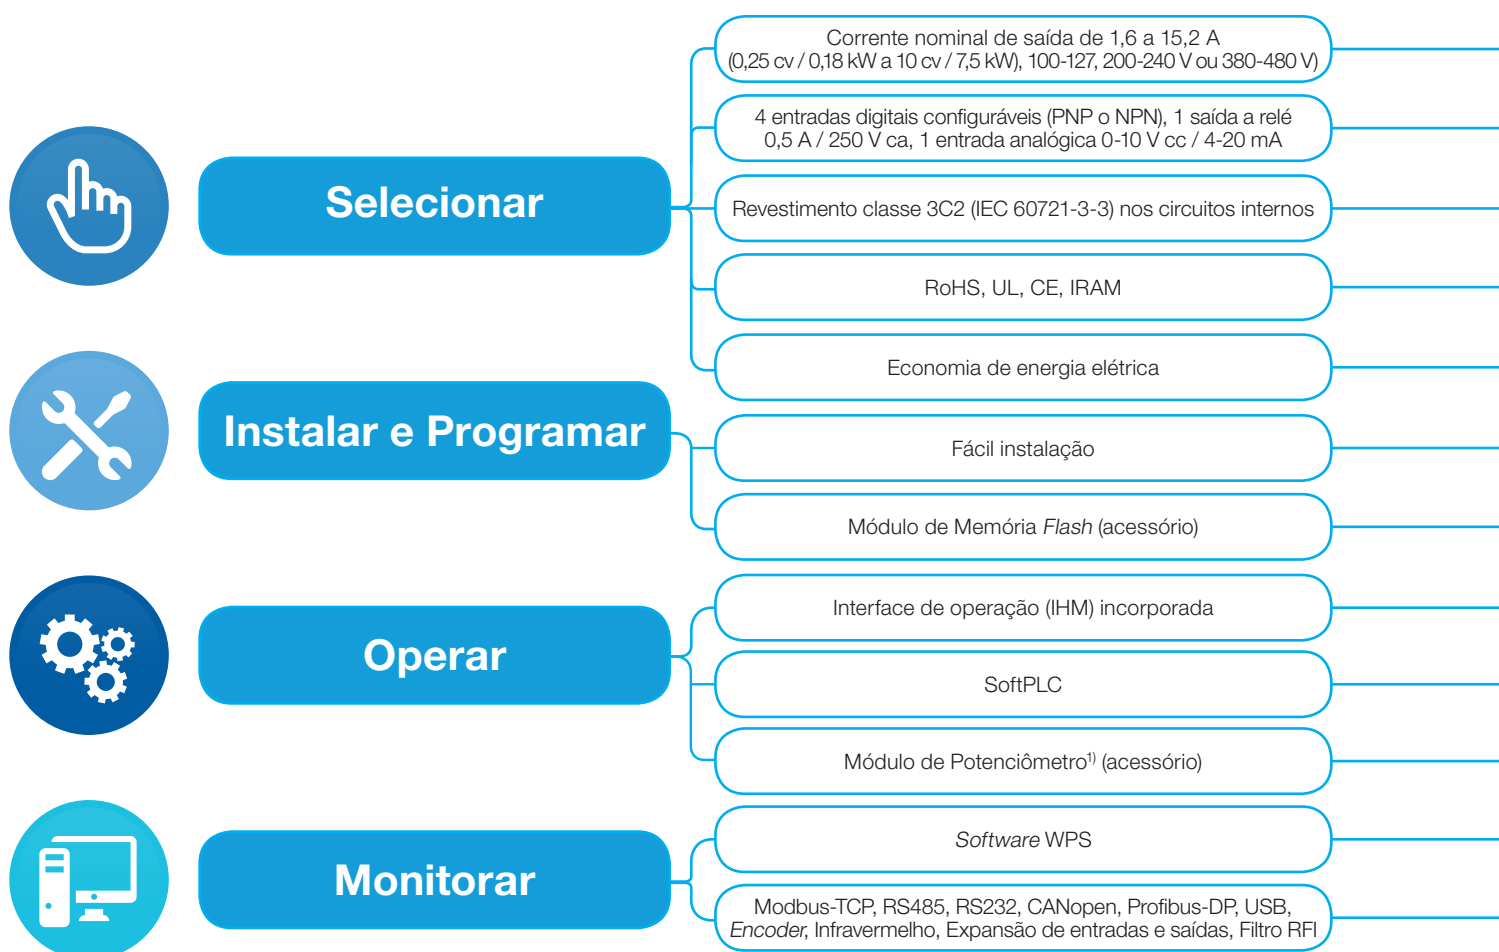 Selecionar
Corrente nominal de saída de 1,6 a 15,2 A
(0,25 cv / 0,18 kW a 10 cv / 7,5 kW), 100-127, 200-240 V ou 380-480 V)
4 entradas digitais configuráveis (PNP o NPN), 1 saída a relé
0,5 A / 250 V ca, 1 entrada analógica 0-10 V cc / 4-20 mA
Revestimento classe 3C2 (IEC 60721-3-3) nos circuitos internos
RoHS, UL, CE, IRAM
Economia de energia elétrica
Instalar e Programar
Fácil instalação
Módulo de Memória Flash (acessório)
Operar
Interface de operação (IHM) incorporada
SoftPLC
Módulo de Potenciômetro¹⁾ (acessório)
Monitorar
Software WPS
Modbus-TCP, RS485, RS232, CANopen, Profibus-DP, USB,
Encoder, Infravermelho, Expansão de entradas e saídas, Filtro RFI